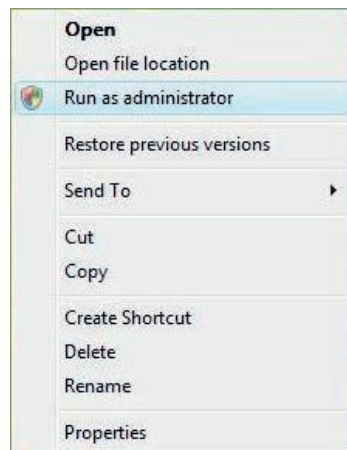 Open
Open file location
Run as administrator
Restore previous versions
Send To
Cut
Copy
Create Shortcut
Delete
Rename
Properties